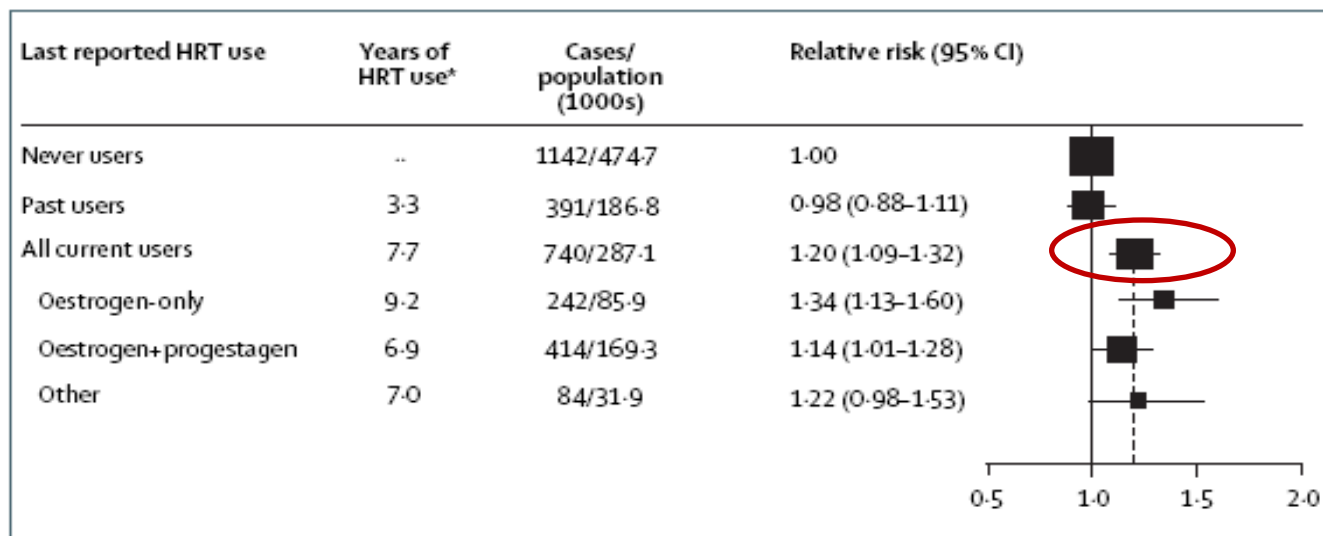 Last reported HRT use Years of HRT use* Cases/ population (1000s) Relative risk (95% CI)
Never users .. 1142/474·7 1·00
Past users 3·3 391/186·8 0·98 (0·88–1·11)
All current users 7·7 740/287·1 1·20 (1·09–1·32)
Oestrogen-only 9·2 242/85·9 1·34 (1·13–1·60)
Oestrogen+progestagen 6·9 414/169·3 1·14 (1·01–1·28)
Other 7·0 84/31·9 1·22 (0·98–1·53)
0·5 1·0 1·5 2·0